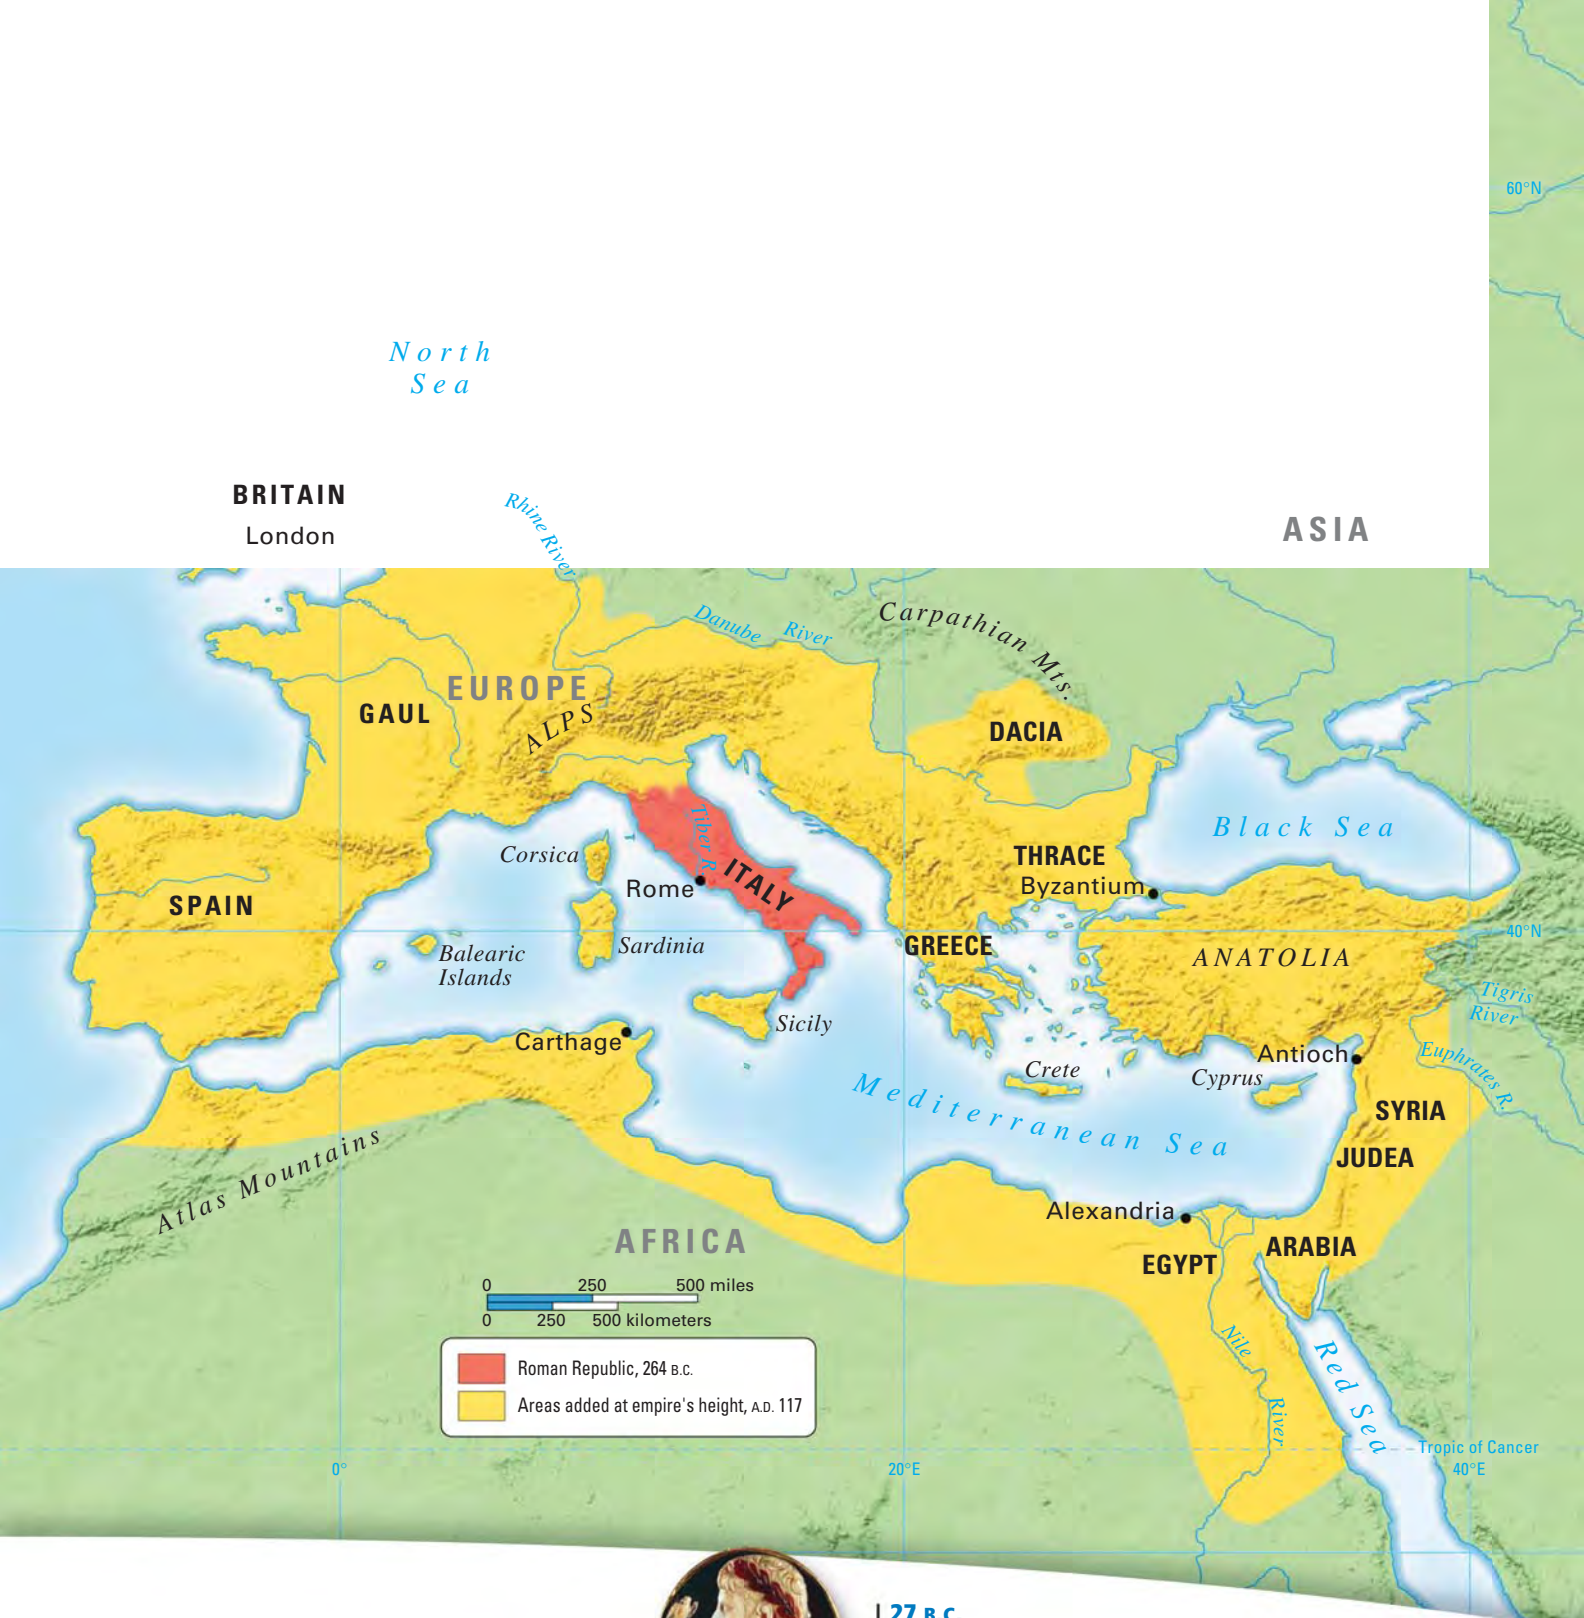 60°N
North
Sea
BRITAIN
London
Rhine River
ASIA
Carpathian Mts.
Danube River
EUROPE
GAUL
ALPS
DACIA
Tiber R.
Black Sea
Corsica
THRACE
ITALY
Rome
Byzantium
SPAIN
40°N
Sardinia
GREECE
Balearic
Islands
ANATOLIA
Tigris
River
Sicily
Carthage
Euphrates R.
Antioch
Crete
Cyprus
Mediterranean Sea
SYRIA
JUDEA
Atlas Mountains
Alexandria
AFRICA
ARABIA
EGYPT
0 250 500 miles
0 250 500 kilometers
Nile River
Red Sea
Roman Republic, 264 B.C.
Areas added at empire's height, A.D. 117
Tropic of Cancer
0° 20°E 40°E
27 B.C.